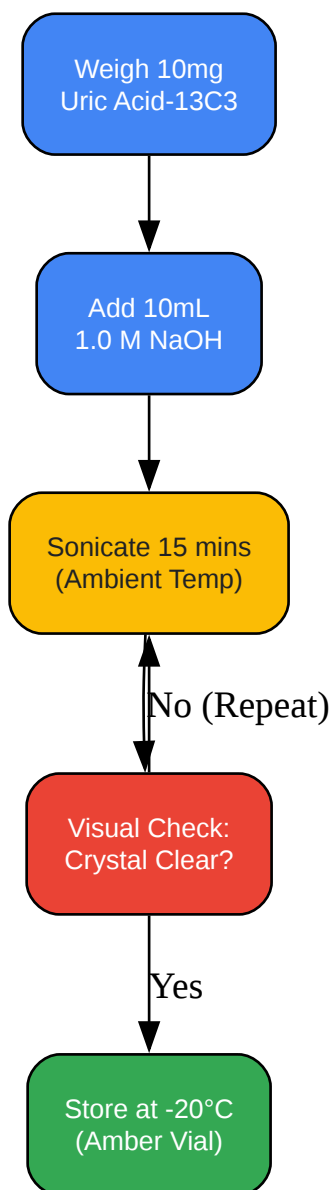 Weigh 10mg
Uric Acid-13C3
Add 10mL
1.0 M NaOH
Sonicate 15 mins
(Ambient Temp)
No (Repeat)
Visual Check:
Crystal Clear?
Yes
Store at -20°C
(Amber Vial)